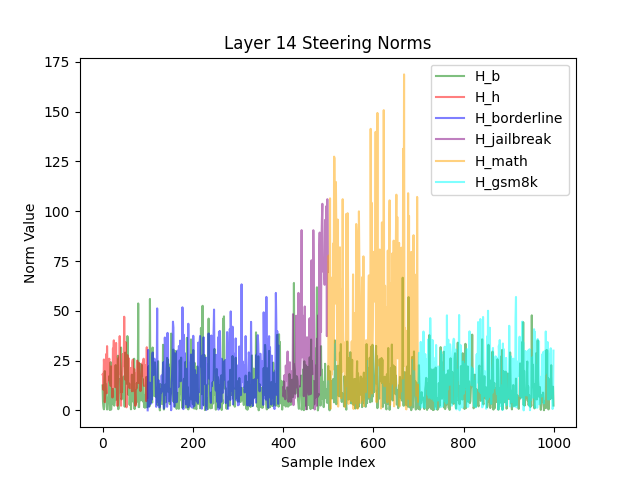 Layer 14 Steering Norms
175
150
125
100
75
50
25
0
Norm Value
H_b
H_h
H_borderline
H_jailbreak
H_math
H_gsm8k
0
200
400
600
800
1000
Sample Index